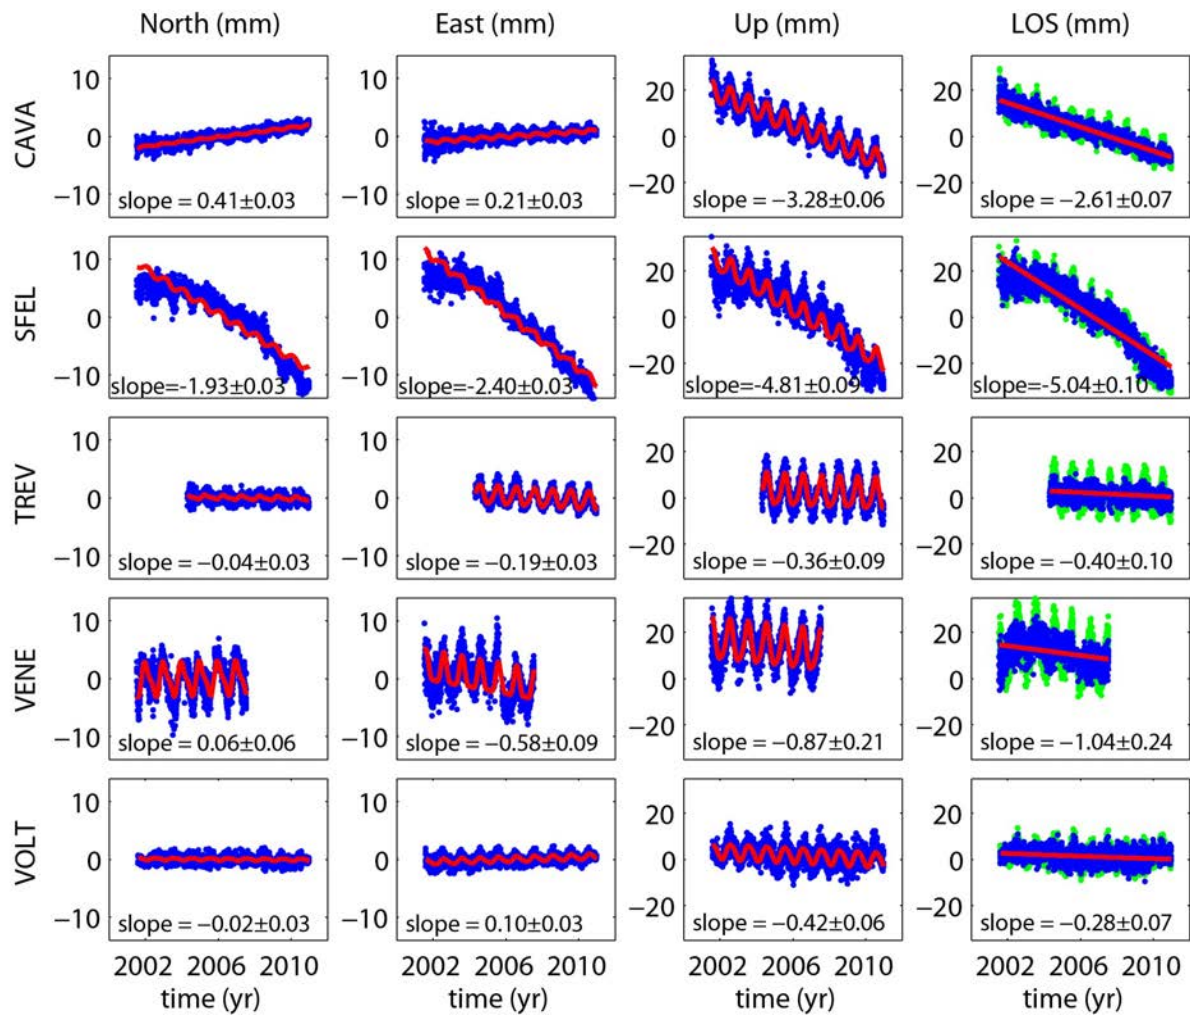 North (mm) East (mm) Up (mm) LOS (mm)
CAVA
10 10 20 20
0 0 0 0
−10 −10 −20 −20
slope = 0.41±0.03 slope = 0.21±0.03 slope = −3.28±0.06 slope = −2.61±0.07
SFEL
10 10 20 20
0 0 0 0
−10 −10 −20 −20
slope=-1.93±0.03 slope=-2.40±0.03 slope=-4.81±0.09 slope=-5.04±0.10
TREV
10 10 20 20
0 0 0 0
−10 −10 −20 −20
slope = −0.04±0.03 slope = −0.19±0.03 slope = −0.36±0.09 slope = −0.40±0.10
VENE
10 10 20 20
0 0 0 0
−10 −10 −20 −20
slope = 0.06±0.06 slope = −0.58±0.09 slope = −0.87±0.21 slope = −1.04±0.24
VOLT
10 10 20 20
0 0 0 0
−10 −10 −20 −20
slope = −0.02±0.03 slope = 0.10±0.03 slope = −0.42±0.06 slope = −0.28±0.07
2002 2006 2010 2002 2006 2010 2002 2006 2010 2002 2006 2010
time (yr) time (yr) time (yr) time (yr)